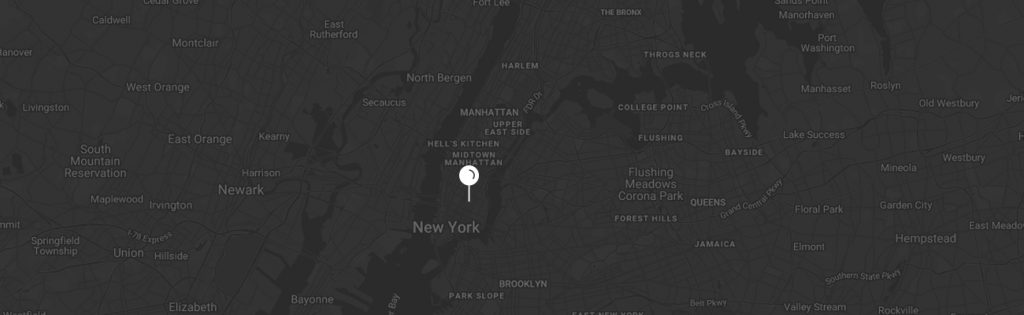 Cedar Grove
Fort Lee
THE BRONX
Sands Point
Manorhaven
Caldwell
East
Rutherford
Port
Washington
Montclair
Hanover
THROGS NECK
HARLEM
North Bergen
West Orange
Manhasset
Roslyn
Secaucus
Old Westbury
Livingston
MANHATTAN
FDR Dr
COLLEGE POINT
Cross Island Pkwy
UPPER
EAST SIDE
East Orange
Kearny
FLUSHING
Lake Success
HELL'S KITCHEN
South
Mountain
Reservation
MIDTOWN
MANHATTAN
BAYSIDE
Westbury
Harrison
Flushing
Meadows
Corona Park
Mineola
Newark
Maplewood
Irvington
QUEENS
Grand Central Pkwy
Floral Park
Garden City
FOREST HILLS
New York
I-78 Express
Springfield
Township
Union
Hillside
JAMAICA
Elmont
Hempstead
East Meadow
Southern State Pkwy
BROOKLYN
PARK SLOPE
Bayonne
Elizabeth
Bay
Belt Pkwy
Valley Stream
Rockville
Westfield
EAST NEW YORK